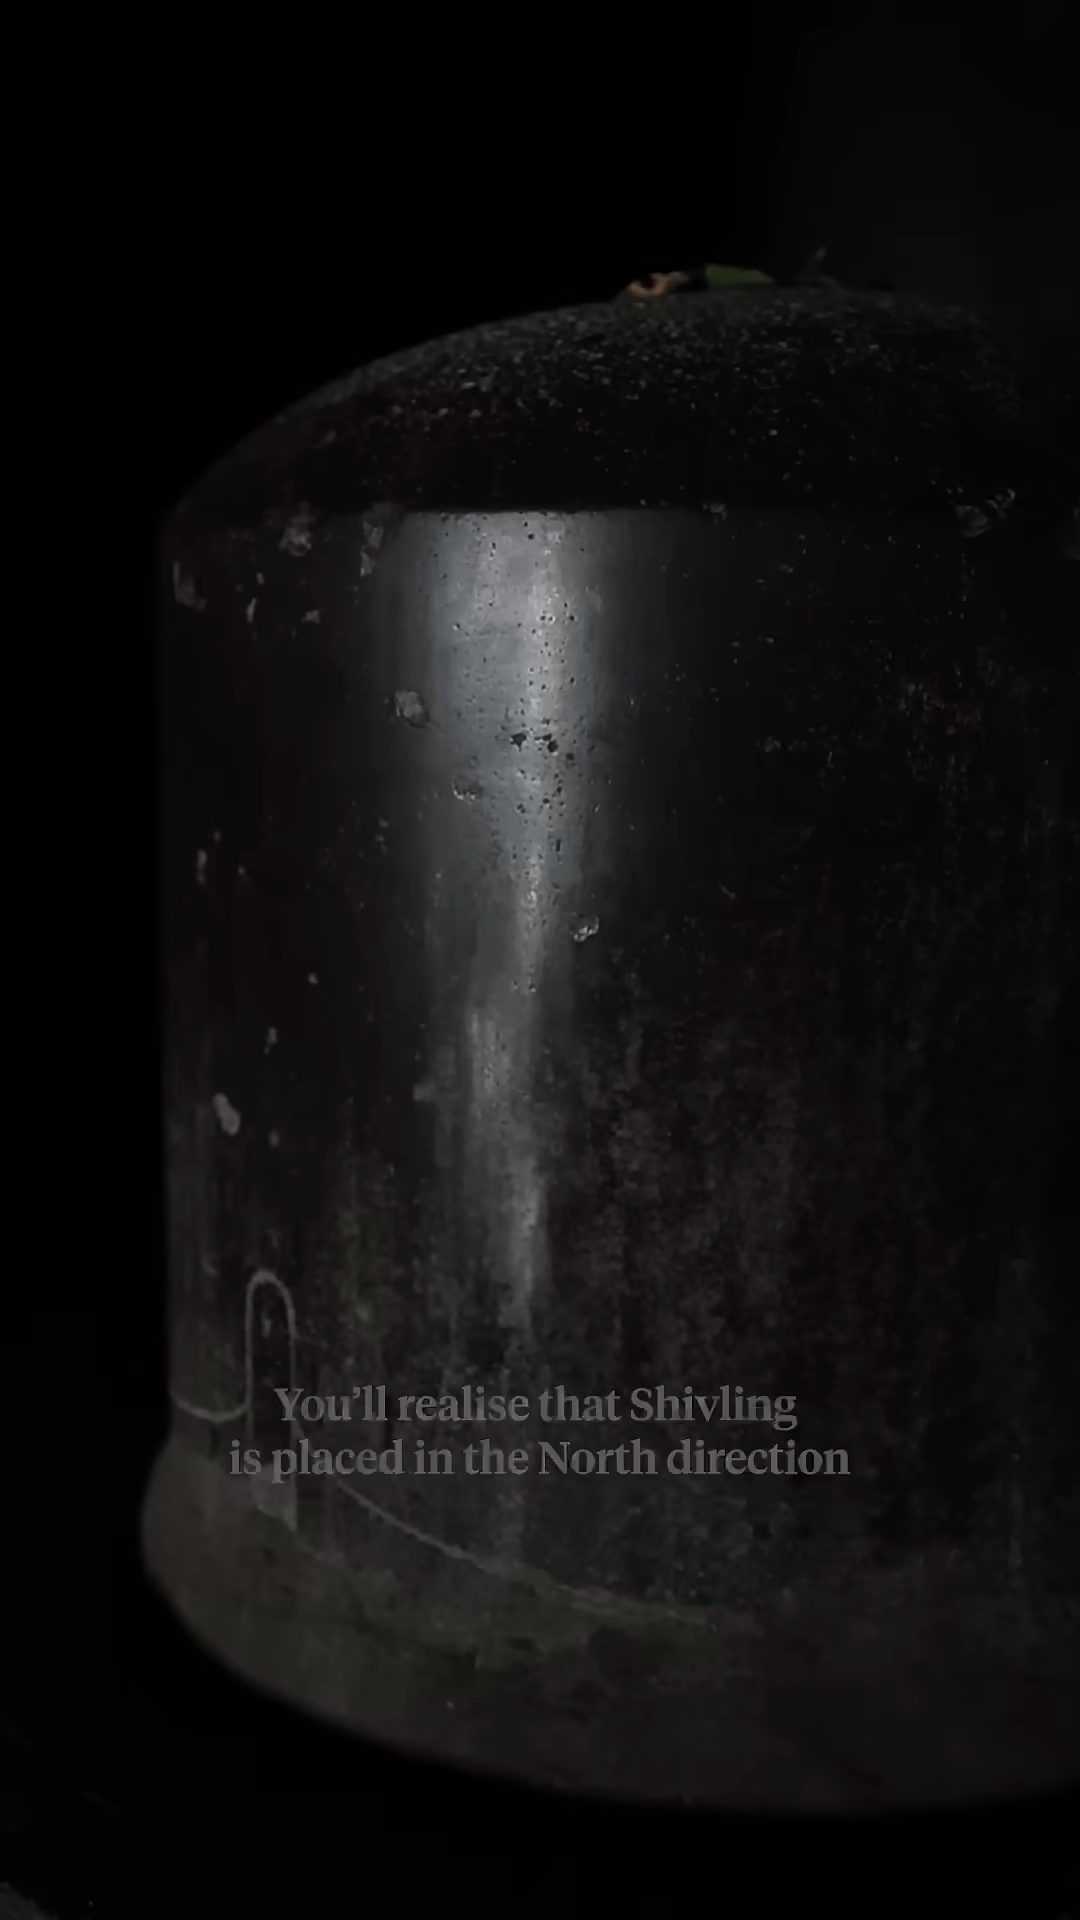 You’ll realise that Shivling
is placed in the North direction